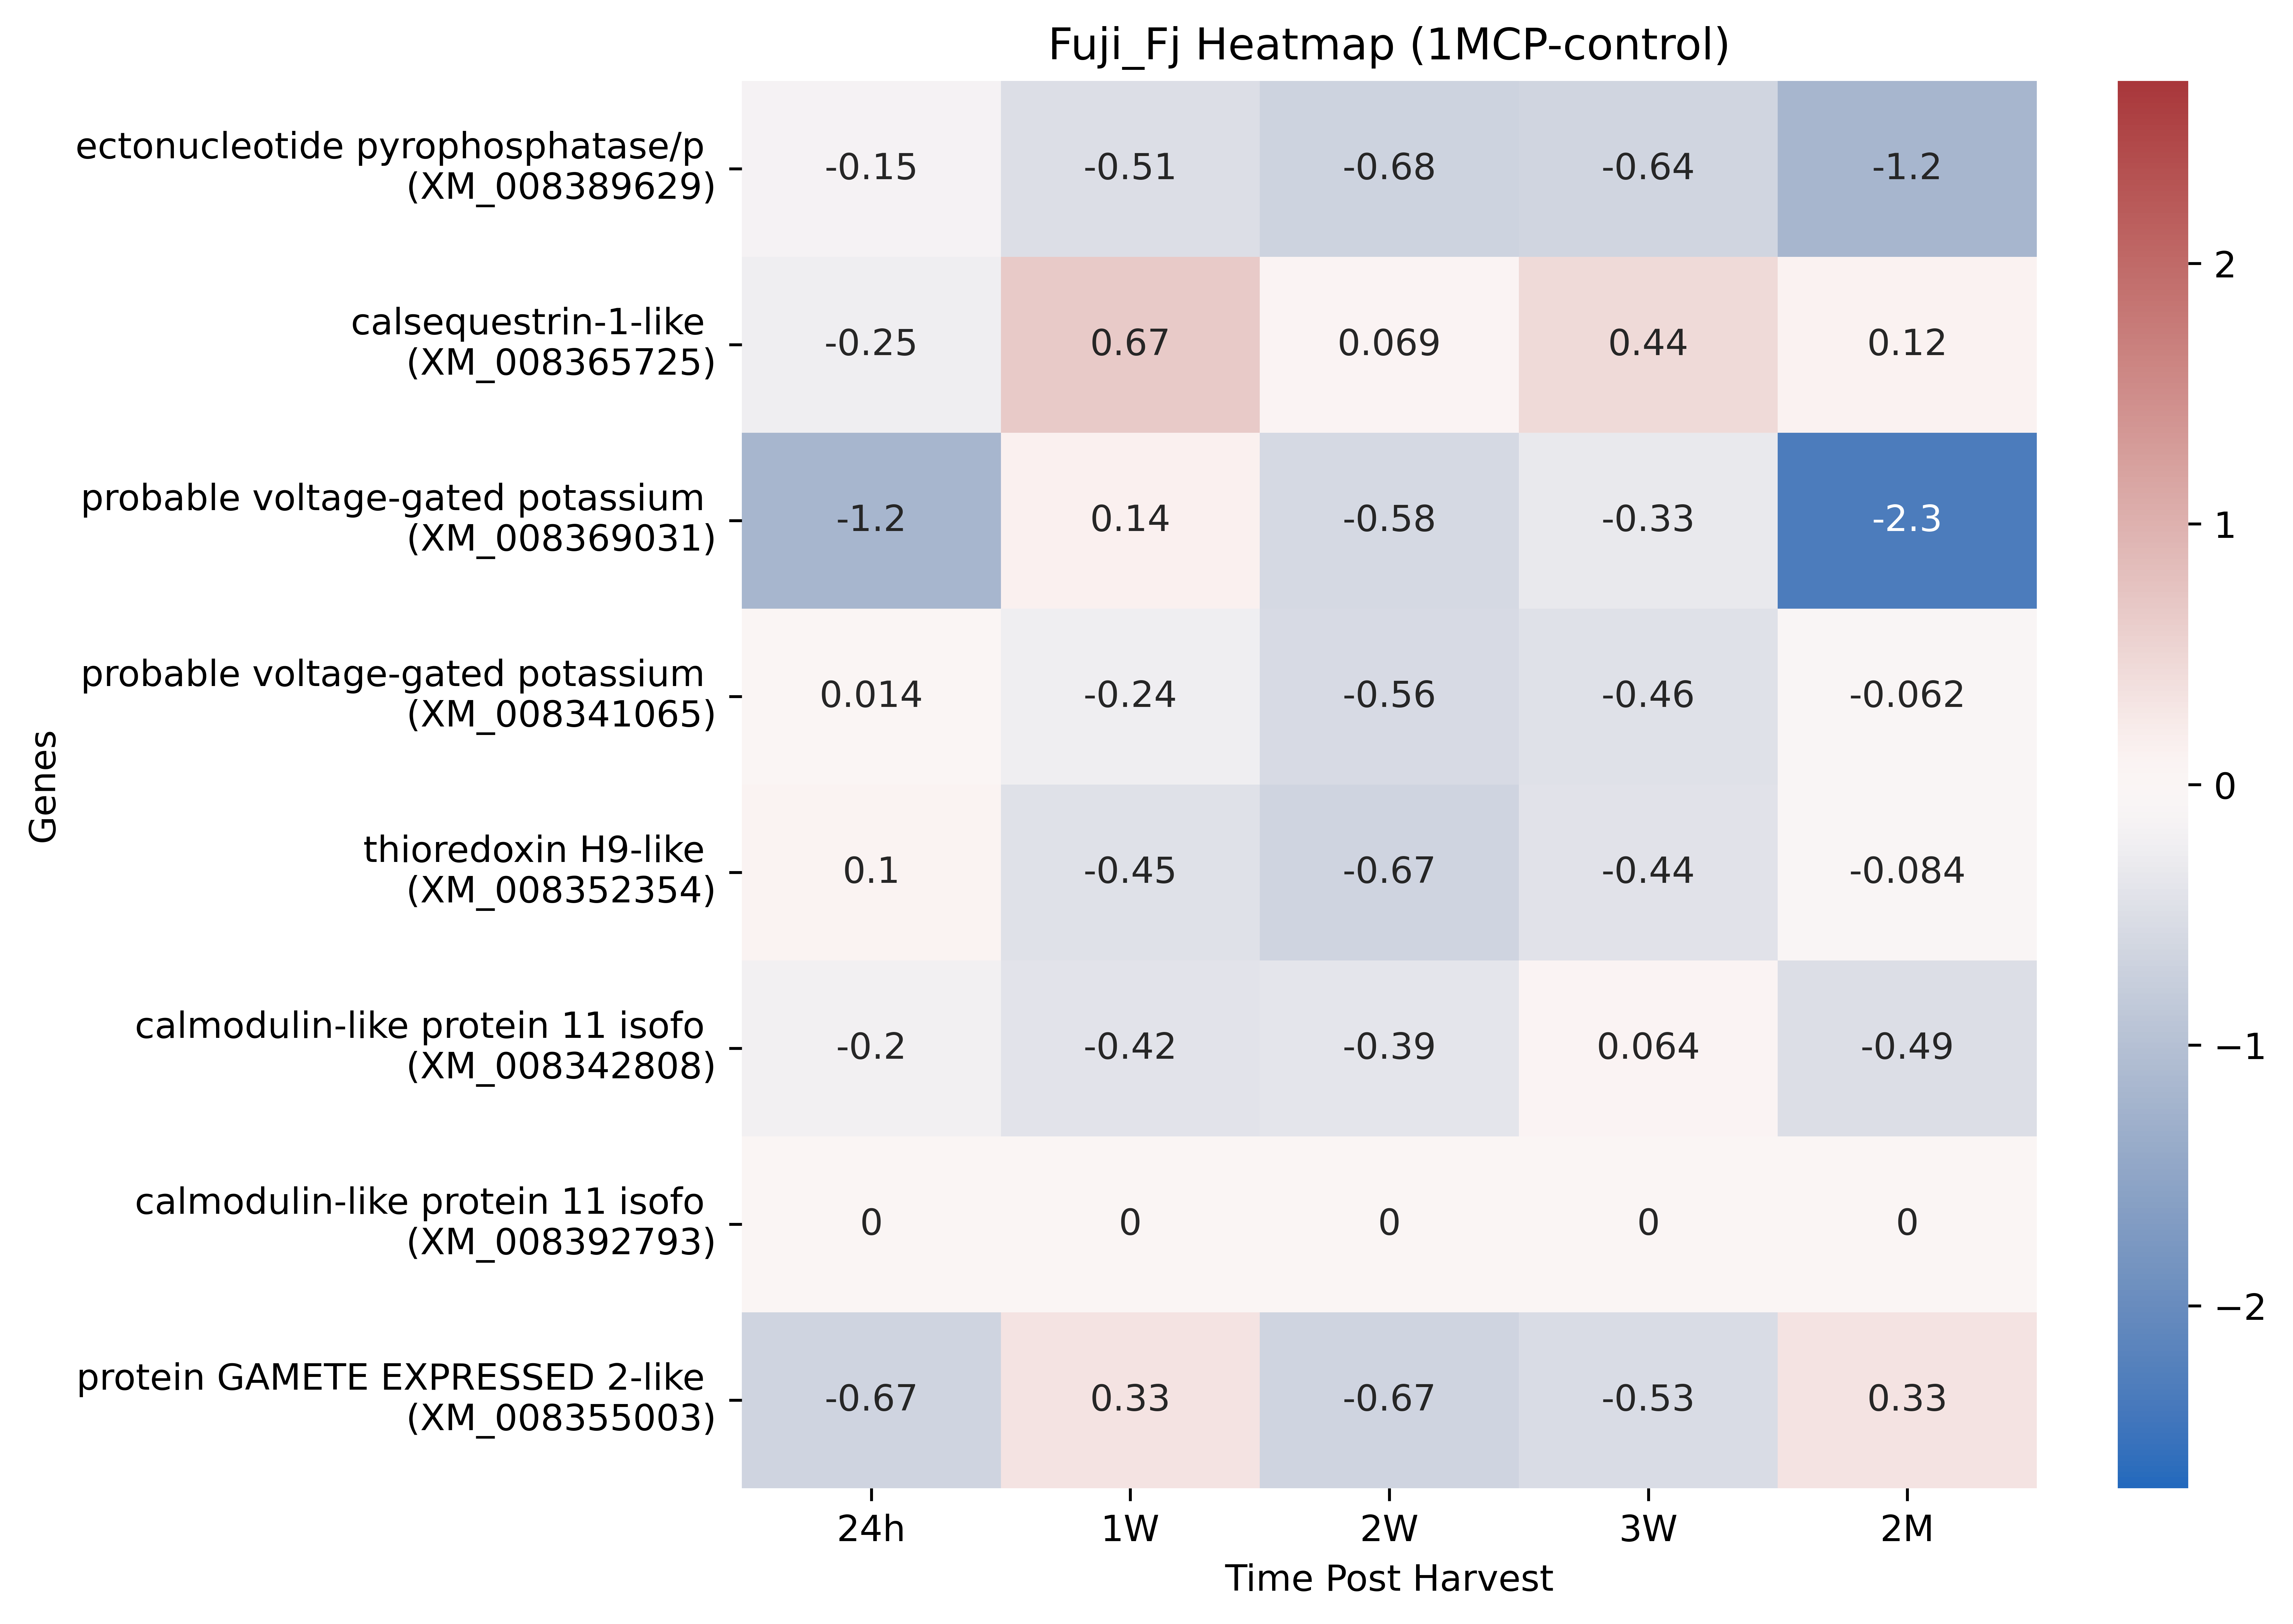 Fuji_Fj Heatmap (1MCP-control)
ectonucleotide pyrophosphatase/p
(XM_008389629)
-0.15 -0.51 -0.68 -0.64 -1.2
calsequestrin-1-like
(XM_008365725)
-0.25 0.67 0.069 0.44 0.12
probable voltage-gated potassium
(XM_008369031)
-1.2 0.14 -0.58 -0.33 -2.3
probable voltage-gated potassium
(XM_008341065)
0.014 -0.24 -0.56 -0.46 -0.062
thioredoxin H9-like
(XM_008352354)
0.1 -0.45 -0.67 -0.44 -0.084
calmodulin-like protein 11 isofo
(XM_008342808)
-0.2 -0.42 -0.39 0.064 -0.49
calmodulin-like protein 11 isofo
(XM_008392793)
0 0 0 0 0
protein GAMETE EXPRESSED 2-like
(XM_008355003)
-0.67 0.33 -0.67 -0.53 0.33
Genes
24h 1W 2W 3W 2M
Time Post Harvest
2
1
0
−1
−2